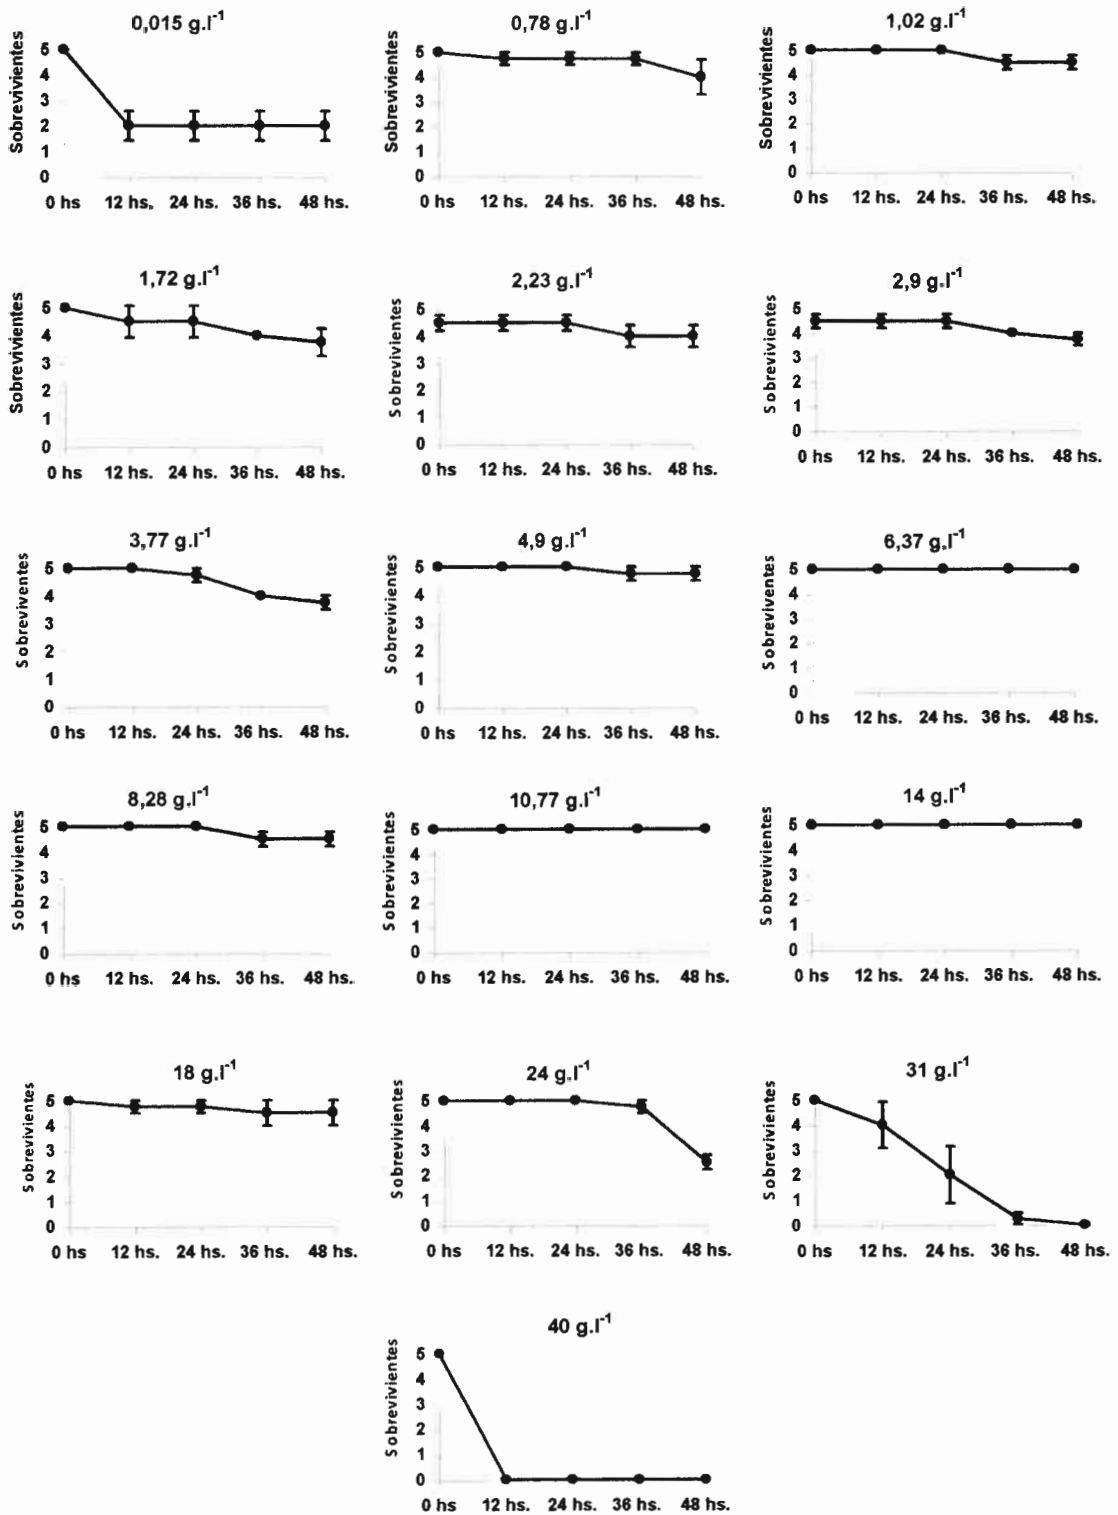 0,015 g.l-1
Sobrevivientes
5
4
3
2
1
0
0 hs 12 hs. 24 hs. 36 hs. 48 hs.
0,78 g.l-1
Sobrevivientes
5
4
3
2
1
0
0 hs 12 hs. 24 hs. 36 hs. 48 hs.
1,02 g.l-1
Sobrevivientes
5
4
3
2
1
0
0 hs 12 hs. 24 hs. 36 hs. 48 hs.
1,72 g.l-1
Sobrevivientes
5
4
3
2
1
0
0 hs 12 hs. 24 hs. 36 hs. 48 hs.
2,23 g.l-1
Sobrevivientes
5
4
3
2
1
0
0 hs 12 hs. 24 hs. 36 hs. 48 hs.
2,9 g.l-1
Sobrevivientes
5
4
3
2
1
0
0 hs 12 hs. 24 hs. 36 hs. 48 hs.
3,77 g.l-1
Sobreviventes
5
4
3
2
1
0
0 hs 12 hs. 24 hs. 36 hs. 48 hs.
4,9 g.l-1
Sobrevivientes
5
4
3
2
1
0
0 hs 12 hs. 24 hs. 36 hs. 48 hs.
6,37 g.l-1
Sobrevivientes
5
4
3
2
1
0
0 hs 12 hs. 24 hs. 36 hs. 48 hs.
8,28 g.l-1
Sobrevivientes
5
4
3
2
1
0
0 hs 12 hs. 24 hs. 36 hs. 48 hs.
10,77 g.l-1
Sobrevivientes
5
4
3
2
1
0
0 hs 12 hs. 24 hs. 36 hs. 48 hs.
14 g.l-1
Sobrevivientes
5
4
3
2
1
0
0 hs 12 hs. 24 hs. 36 hs. 48 hs.
18 g.l-1
Sobrevivientes
5
4
3
2
1
0
0 hs 12 hs. 24 hs. 36 hs. 48 hs.
24 g.l-1
Sobrevivientes
5
4
3
2
1
0
0 hs 12 hs. 24 hs. 36 hs. 48 hs.
31 g.l-1
Sobrevivientes
5
4
3
2
1
0
0 hs 12 hs. 24 hs. 36 hs. 48 hs.
40 g.l-1
Sobrevivientes
5
4
3
2
1
0
0 hs 12 hs. 24 hs. 36 hs. 48 hs.